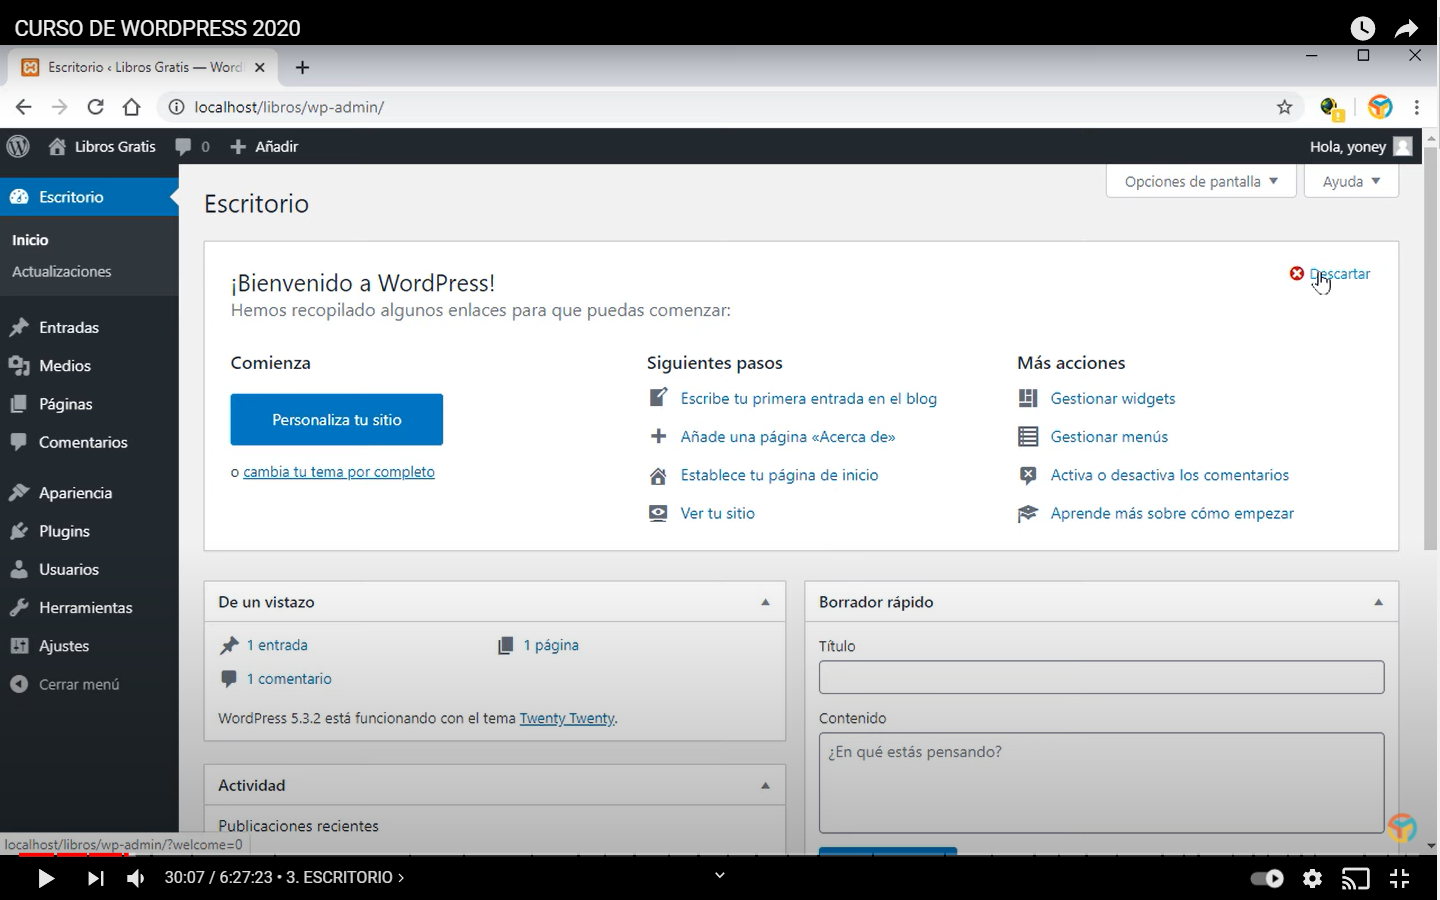 CURSO DE WORDPRESS 2020
Escritorio ‹ Libros Gratis — Word
localhost/libros/wp-admin/
Libros Gratis
0
Añadir
Hola, yoney
Escritorio
Inicio
Actualizaciones
Entradas
Medios
Páginas
Comentarios
Apariencia
Plugins
Usuarios
Herramientas
Ajustes
Cerrar menú
Opciones de pantalla
Ayuda
Escritorio
¡Bienvenido a WordPress!
Hemos recopilado algunos enlaces para que puedas comenzar:
Descartar
Comienza
Personaliza tu sitio
o cambia tu tema por completo
Siguientes pasos
Escribe tu primera entrada en el blog
Añade una página «Acerca de»
Establece tu página de inicio
Ver tu sitio
Más acciones
Gestionar widgets
Gestionar menús
Activa o desactiva los comentarios
Aprende más sobre cómo empezar
De un vistazo
1 entrada
1 página
1 comentario
WordPress 5.3.2 está funcionando con el tema Twenty Twenty.
Actividad
Publicaciones recientes
Borrador rápido
Título
Contenido
¿En qué estás pensando?
localhost/libros/wp-admin/?welcome=0
30:07 / 6:27:23 • 3. ESCRITORIO >